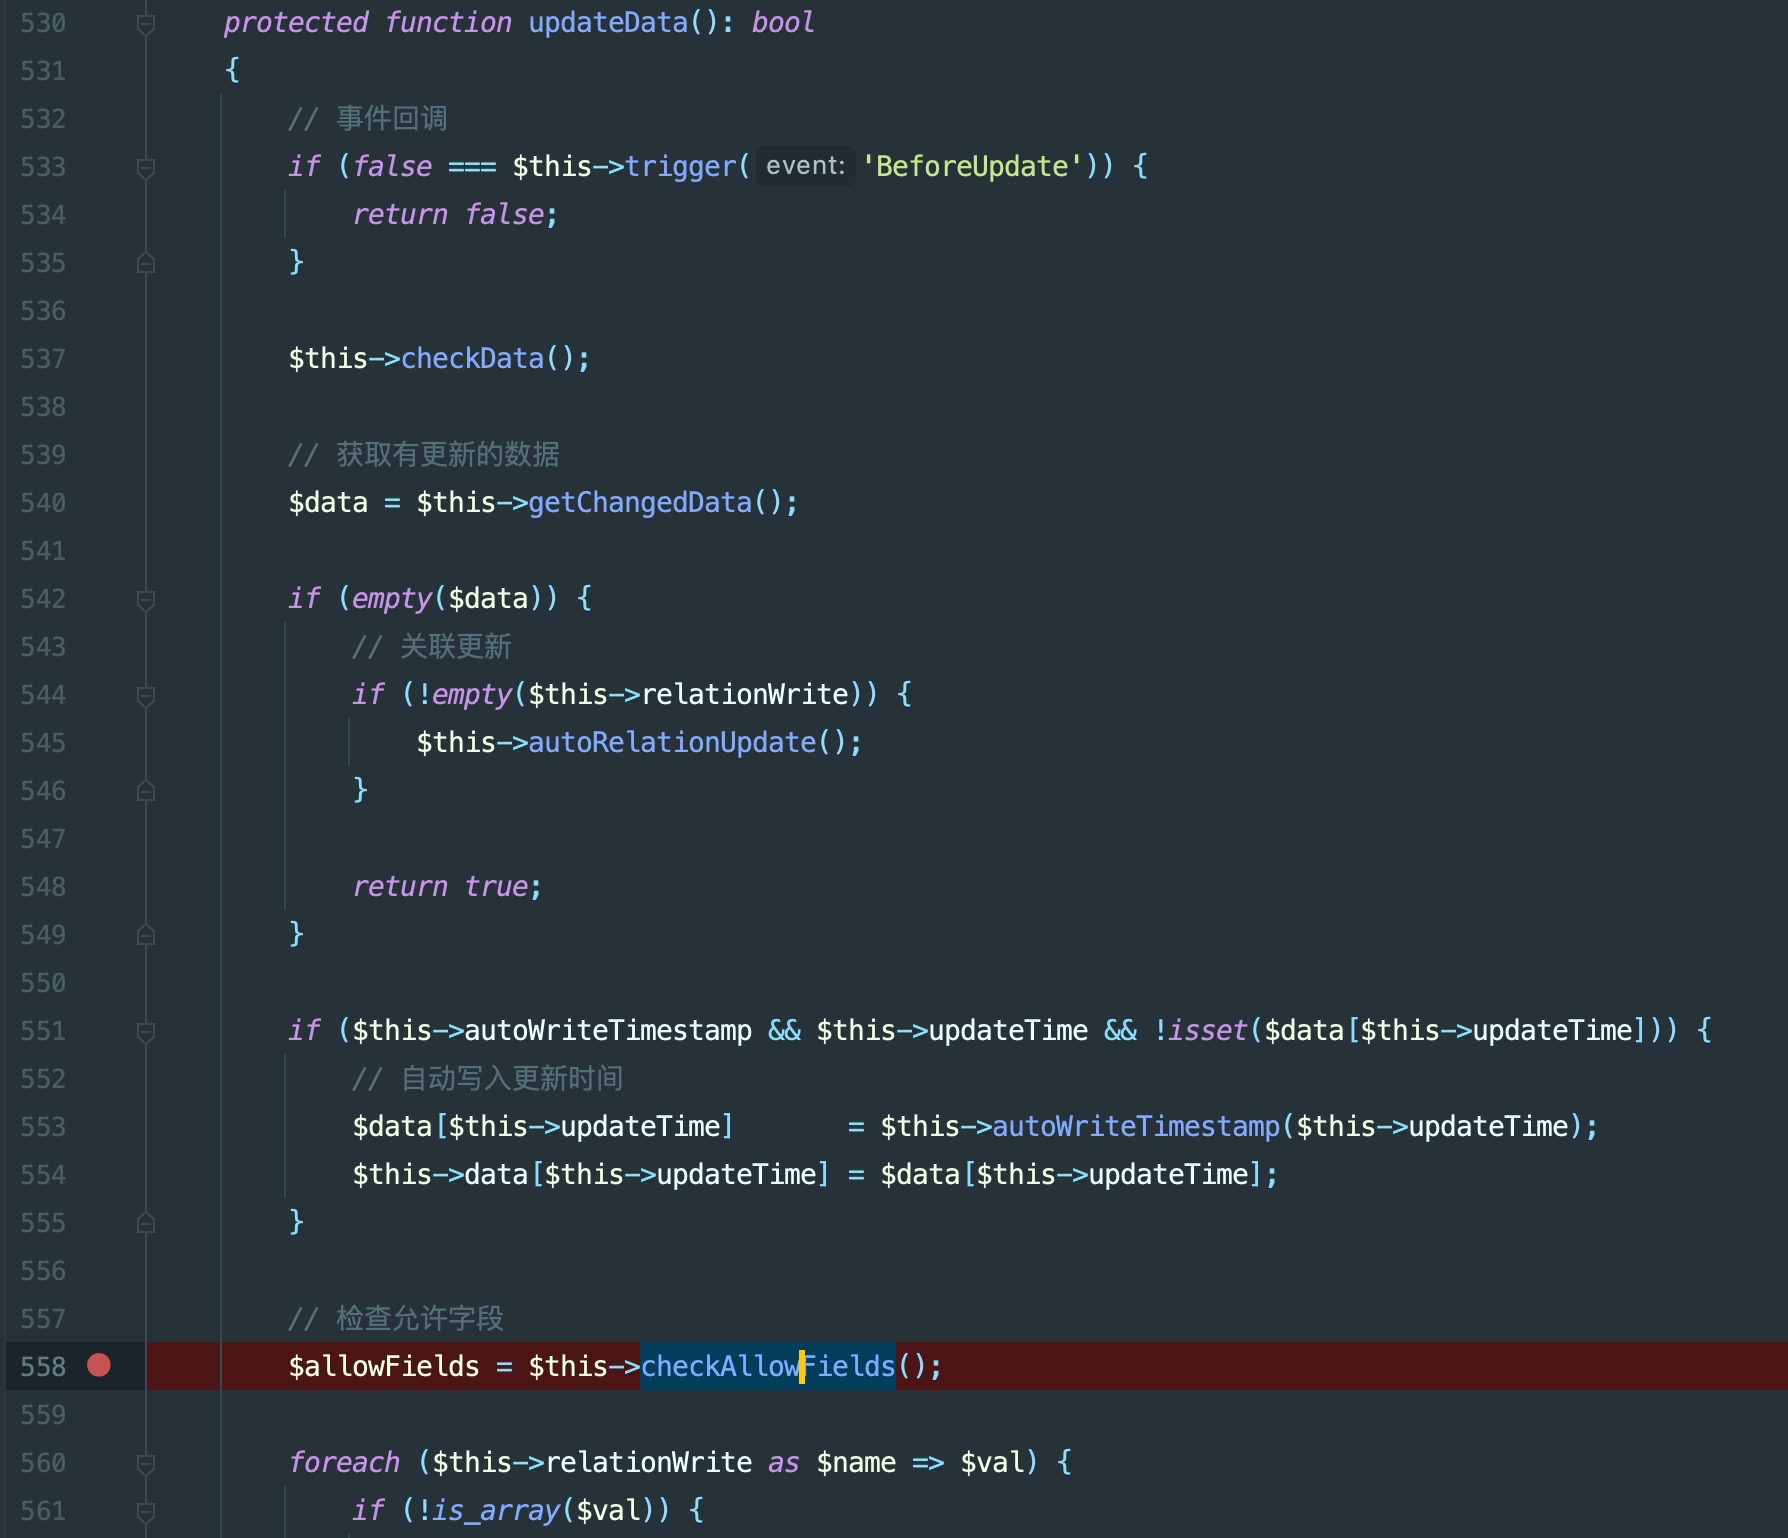 530 protected function updateData(): bool
531 {
532 // 事件回调
533 if (false === $this->trigger( event: 'BeforeUpdate')) {
534 return false;
535 }
536
537 $this->checkData();
538
539 // 获取有更新的数据
540 $data = $this->getChangedData();
541
542 if (empty($data)) {
543 // 关联更新
544 if (!empty($this->relationWrite)) {
545 $this->autoRelationUpdate();
546 }
547
548 return true;
549 }
550
551 if ($this->autoWriteTimestamp && $this->updateTime && !isset($data[$this->updateTime])) {
552 // 自动写入更新时间
553 $data[$this->updateTime]       = $this->autoWriteTimestamp($this->updateTime);
554 $this->data[$this->updateTime] = $data[$this->updateTime];
555 }
556
557 // 检查允许字段
558 $allowFields = $this->checkAllowFields();
559
560 foreach ($this->relationWrite as $name => $val) {
561 if (!is_array($val)) {